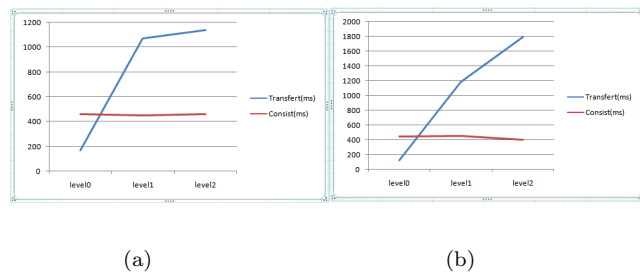 1200
1000
800
600
400
200
0
level0 level1 level2
Transfert(ms)
Consist(ms)
(a)
2000
1800
1600
1400
1200
1000
800
600
400
200
0
level0 level1 level2
Transfert(ms)
Consist(ms)
(b)